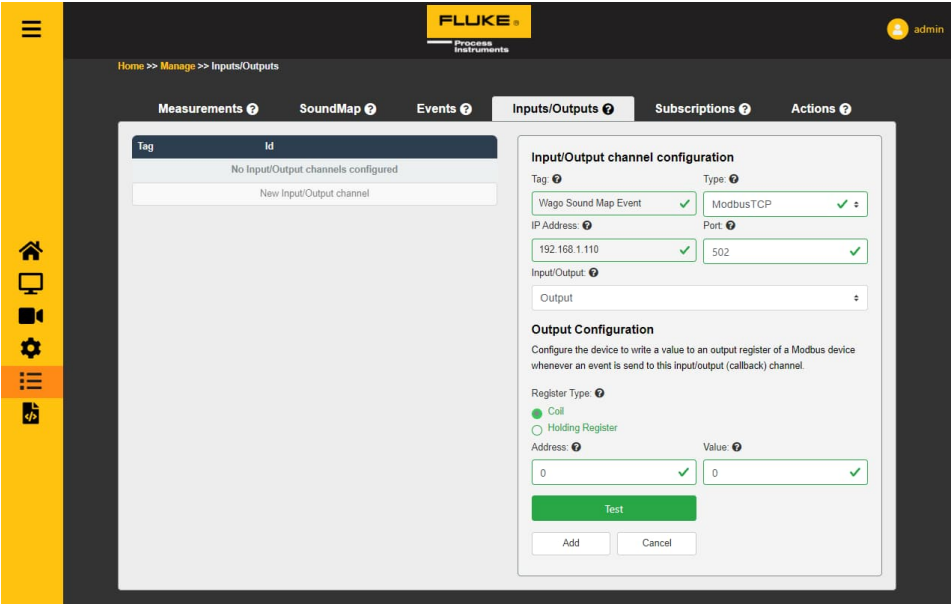 FLUKE ®
Process
Instruments
admin
Home >> Manage >> Inputs/Outputs
Measurements ? SoundMap ? Events ? Inputs/Outputs ? Subscriptions ? Actions ?
Tag Id
No Input/Output channels configured
New Input/Output channel
Input/Output channel configuration
Tag: ? Type: ?
Wago Sound Map Event ModbusTCP
IP Address: ? Port: ?
192.168.1.110 502
Input/Output: ?
Output
Output Configuration
Configure the device to write a value to an output register of a Modbus device
whenever an event is send to this input/output (callback) channel.
Register Type: ?
Coil
Holding Register
Address: ? Value: ?
0 0
Test
Add Cancel